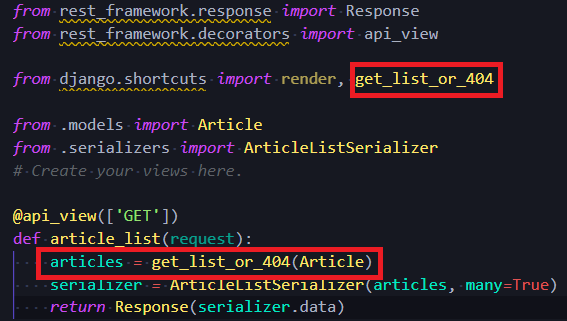 from rest_framework.response import Response
from rest_framework.decorators import api_view
from django.shortcuts import render, get_list_or_404
from .models import Article
from .serializers import ArticleListSerializer
# Create your views here.
@api_view(['GET'])
def article_list(request):
    articles = get_list_or_404(Article)
    serializer = ArticleListSerializer(articles, many=True)
    return Response(serializer.data)